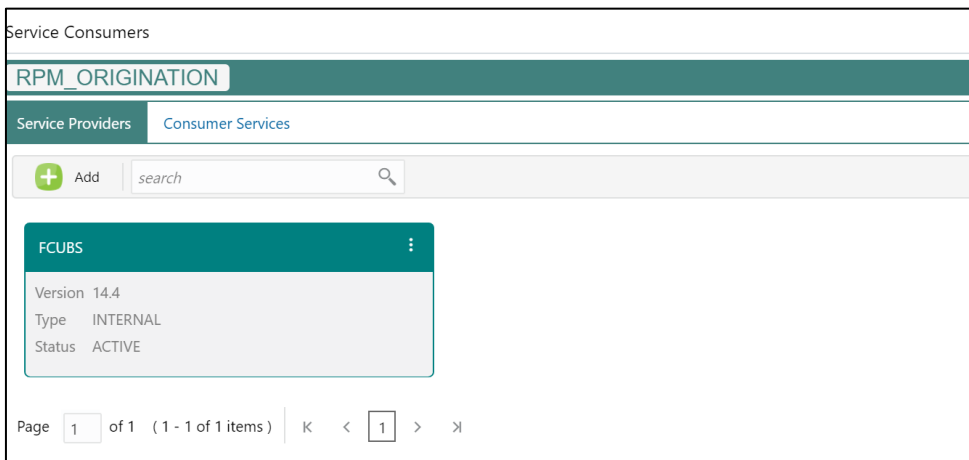 Service Consumers
RPM_ORIGINATION
Service Providers Consumer Services
Add search
FCUBS
Version 14.4
Type INTERNAL
Status ACTIVE
Page 1 of 1 (1 - 1 of 1 items) 1